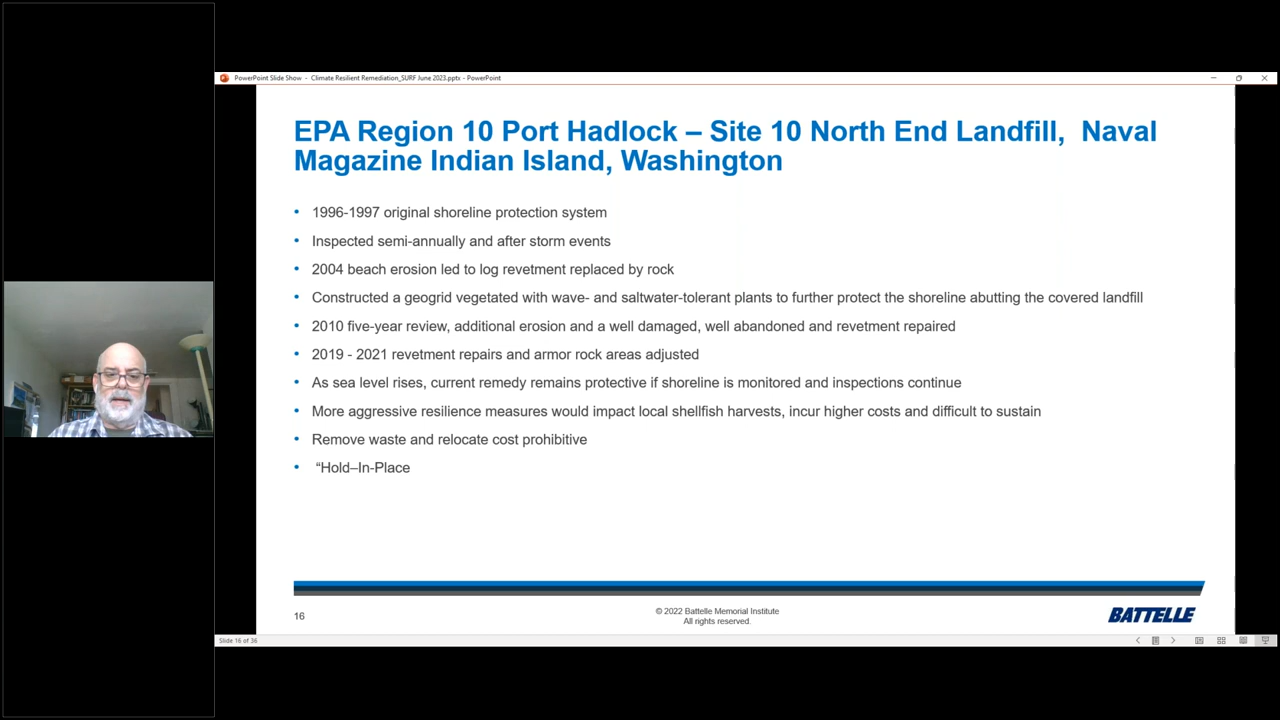 PowerPoint Slide Show - Climate Resilient Remediation_SURF June 2023.pptx - PowerPoint
EPA Region 10 Port Hadlock – Site 10 North End Landfill, Naval
Magazine Indian Island, Washington
• 1996-1997 original shoreline protection system
• Inspected semi-annually and after storm events
• 2004 beach erosion led to log revetment replaced by rock
• Constructed a geogrid vegetated with wave- and saltwater-tolerant plants to further protect the shoreline abutting the covered landfill
• 2010 five-year review, additional erosion and a well damaged, well abandoned and revetment repaired
• 2019 - 2021 revetment repairs and armor rock areas adjusted
• As sea level rises, current remedy remains protective if shoreline is monitored and inspections continue
• More aggressive resilience measures would impact local shellfish harvests, incur higher costs and difficult to sustain
• Remove waste and relocate cost prohibitive
• “Hold–In-Place
16
© 2022 Battelle Memorial Institute
All rights reserved.
BATTELLE
Slide 16 of 36